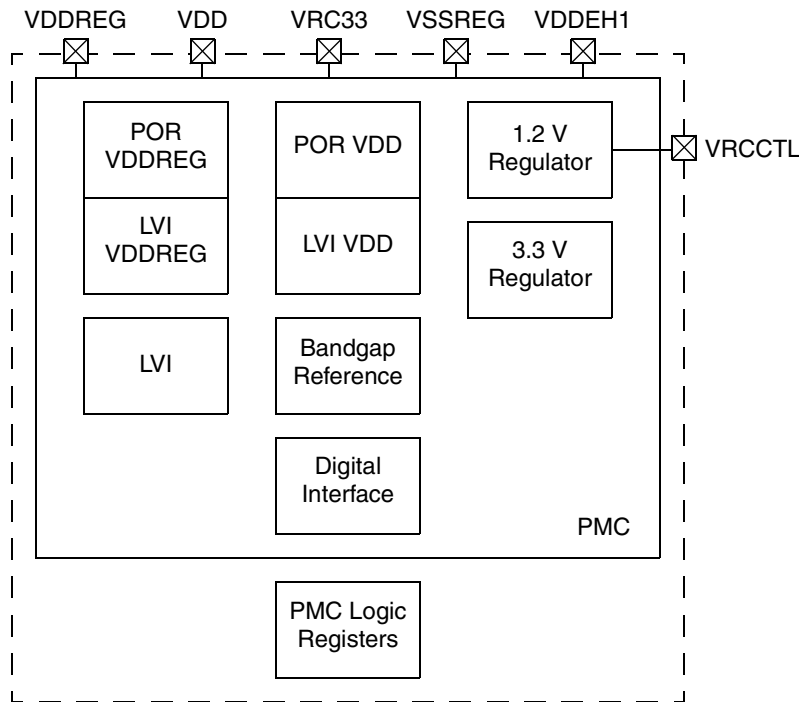 VDDREG
VDD
VRC33
VSSREG
VDDEH1
POR
VDDREG
POR VDD
1.2 V
Regulator
VRCCTL
LVI
VDDREG
LVI VDD
3.3 V
Regulator
LVI
Bandgap
Reference
Digital
Interface
PMC
PMC Logic
Registers